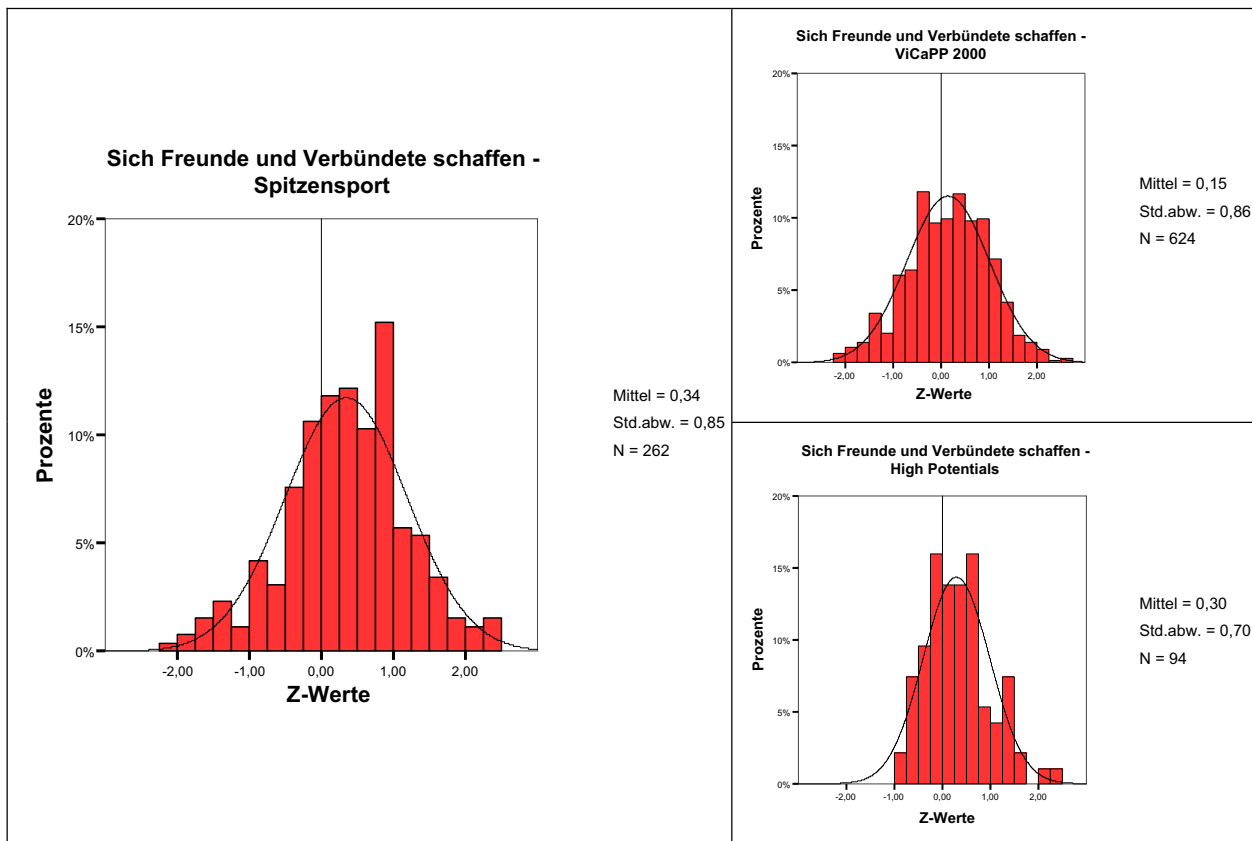 Sich Freunde und Verbündete schaffen -
Spitzensport
20%
15%
10%
5%
0%
Prozente
-2,00 -1,00 0,00 1,00 2,00
Z-Werte
Mittel = 0,34
Std.abw. = 0,85
N = 262
Sich Freunde und Verbündete schaffen -
ViCaPP 2000
20%
15%
10%
5%
0%
Prozente
-2,00 -1,00 0,00 1,00 2,00
Z-Werte
Mittel = 0,15
Std.abw. = 0,86
N = 624
Sich Freunde und Verbündete schaffen -
High Potentials
20%
15%
10%
5%
0%
Prozente
-2,00 -1,00 0,00 1,00 2,00
Z-Werte
Mittel = 0,30
Std.abw. = 0,70
N = 94